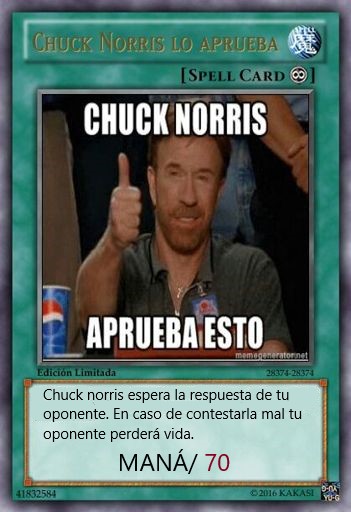 CHUCK NORRIS LO APRUEBA
[SPELL CARD ]
CHUCK NORRIS
APRUEBA ESTO
memegenerator.net
Edición Limitada 28374-28374
Chuck norris espera la respuesta de tu
oponente. En caso de contestarla mal tu
oponente perderá vida.
MANÁ/ 70
41832584 ©2016 KAKASI